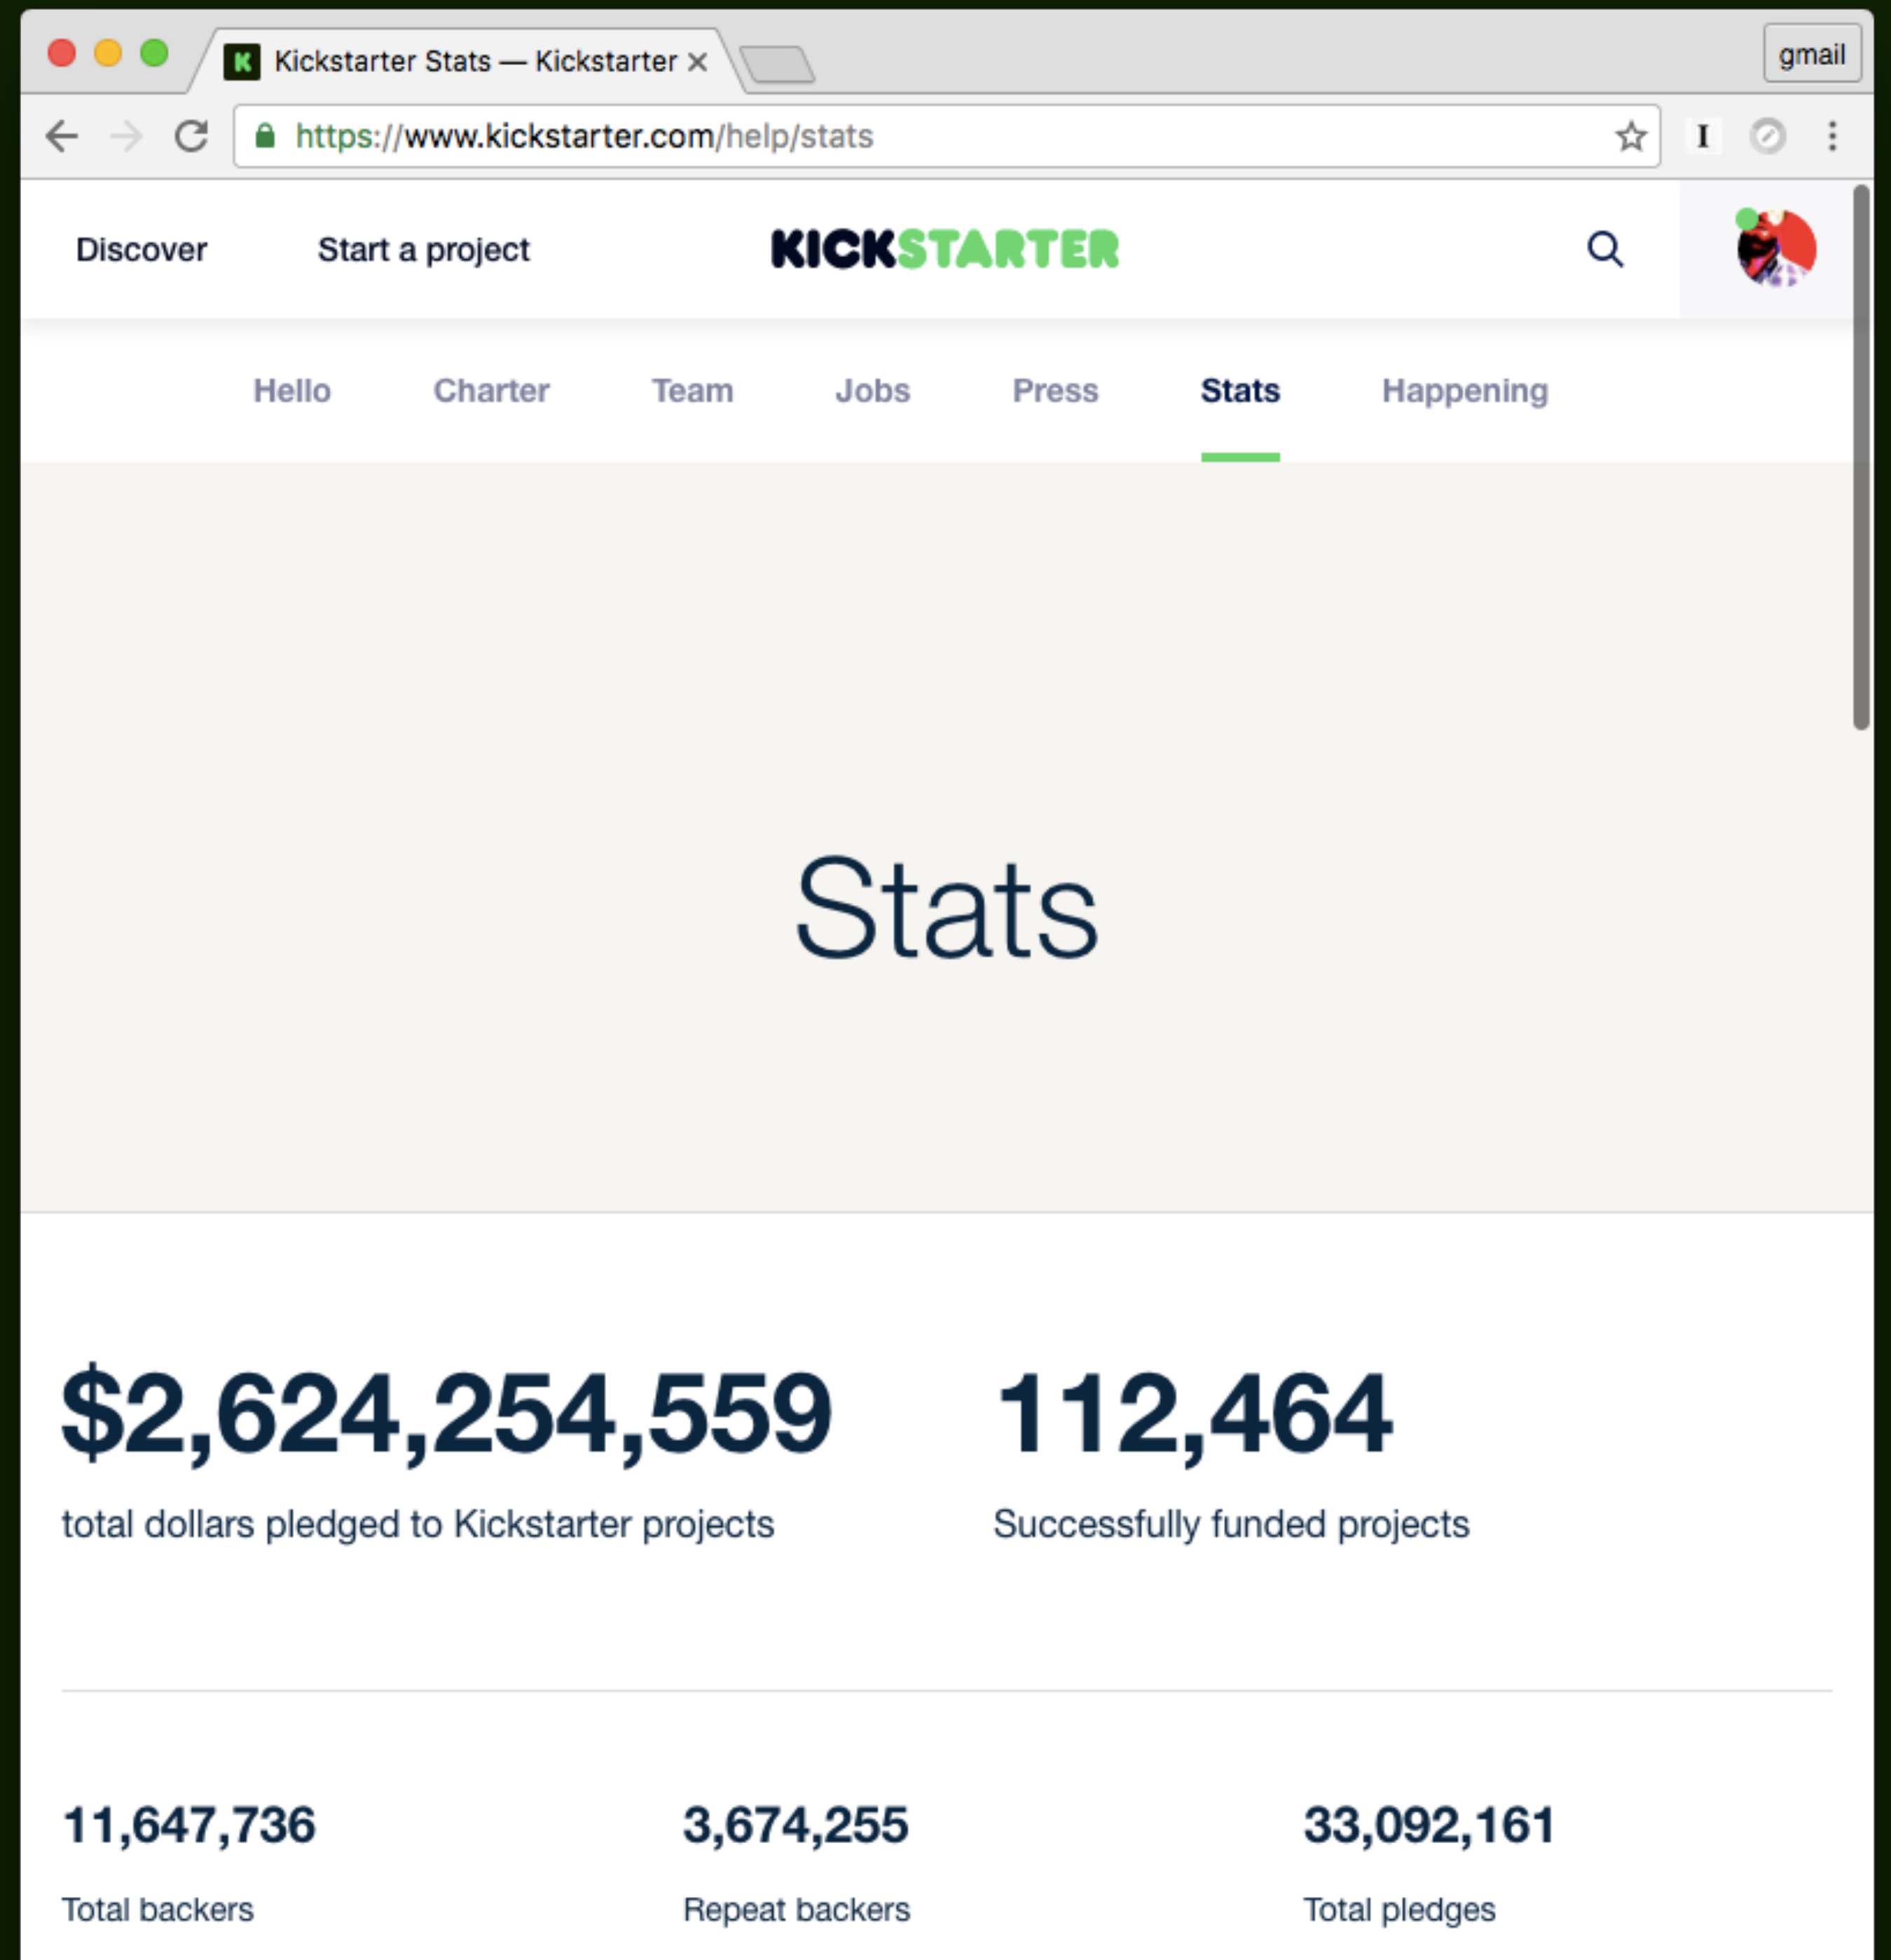 Kickstarter Stats — Kickstarter
gmail
https://www.kickstarter.com/help/stats
I
Discover Start a project KICKSTARTER
Hello Charter Team Jobs Press Stats Happening
Stats
$2,624,254,559 112,464
total dollars pledged to Kickstarter projects Successfully funded projects
11,647,736 3,674,255 33,092,161
Total backers Repeat backers Total pledges